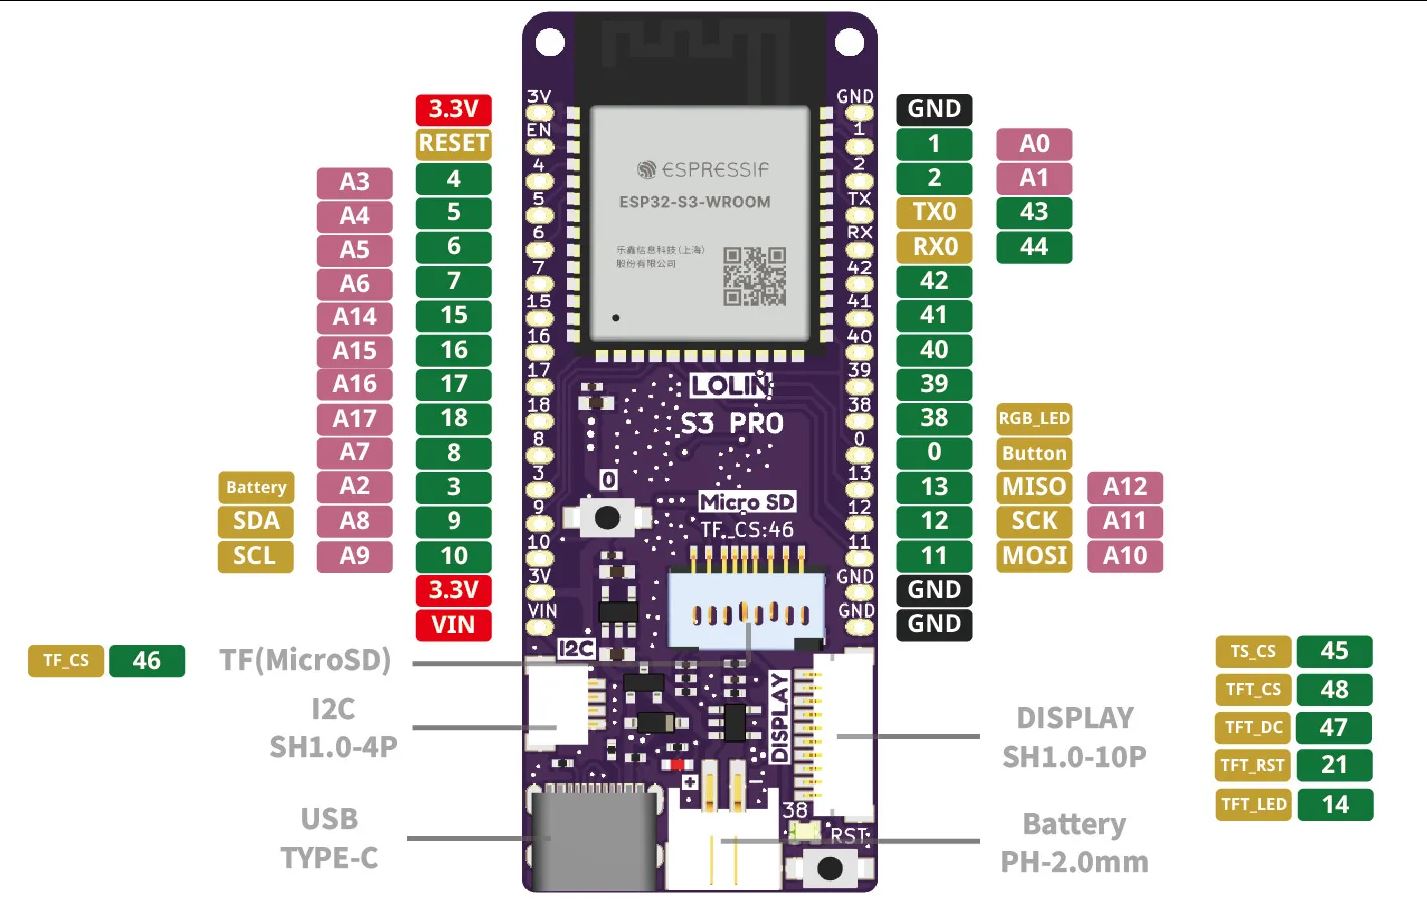 3.3V
RESET
A3 4
A4 5
A5 6
A6 7
A14 15
A15 16
A16 17
A17 18
A7 8
Battery A2 3
SDA A8 9
SCL A9 10
3.3V
VIN
TF_CS 46 TF(MicroSD)
I2C
SH1.0-4P
USB
TYPE-C
3V
EN
4
5
6
7
15
16
17
18
8
3
9
10
3V
VIN
ESPRESSIF
ESP32-S3-WROOM
乐鑫信息科技(上海)
股份有限公司
LOLIN
S3 PRO
0
Micro SD
TF_CS:46
I2C
DISPLAY
+ −
38
RST
GND
1
2
TX
RX
42
41
40
39
38
0
13
12
11
GND
GND
GND
1 A0
2 A1
TX0 43
RX0 44
42
41
40
39
38 RGB_LED
0 Button
13 MISO A12
12 SCK A11
11 MOSI A10
GND
GND
TS_CS 45
TFT_CS 48
TFT_DC 47
TFT_RST 21
TFT_LED 14
DISPLAY
SH1.0-10P
Battery
PH-2.0mm